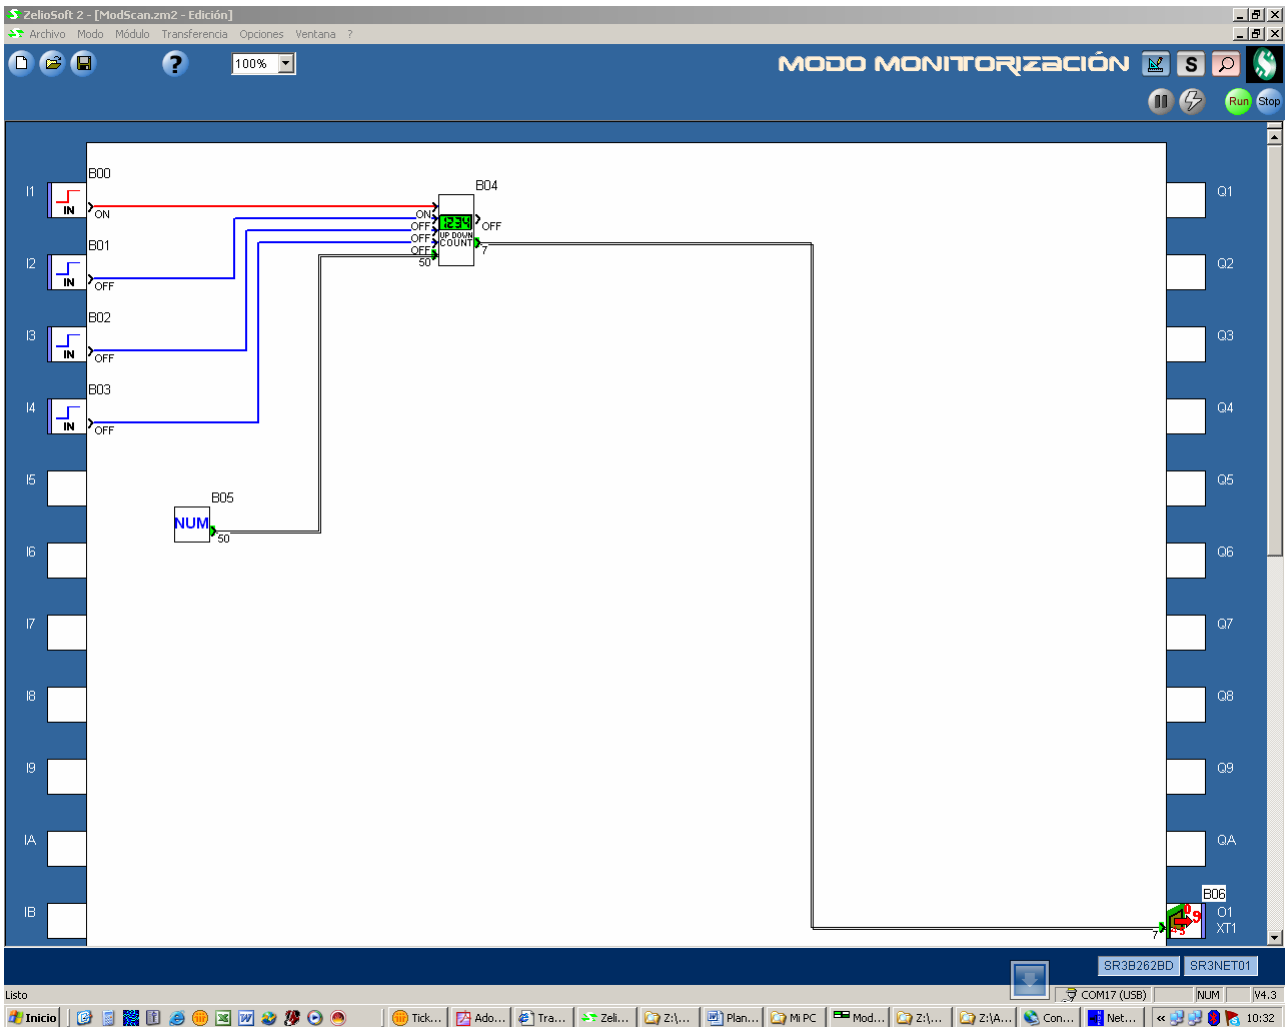 ZelioSoft 2 - [ModScan.zm2 - Edición]
Archivo Modo Módulo Transferencia Opciones Ventana ?
100% MODO MONITORIZACIÓN S
Run Stop
B00
B04
I1 IN ON Q1
ON 1234 OFF
OFF UP DOWN
OFF COUNT 7
OFF
50
B01
I2 IN OFF Q2
B02
I3 IN OFF Q3
B03
I4 IN OFF Q4
I5 Q5
B05
NUM 50
I6 Q6
I7 Q7
I8 Q8
I9 Q9
IA QA
B06
IB O1
XT1
7
SR3B262BD SR3NET01
Listo COM17 (USB) NUM V4.3
Inicio Tick... Ado... Tra... Zeli... Z:\... Plan... Mi PC Mod... Z:\... Z:\A... Con... Net... 10:32